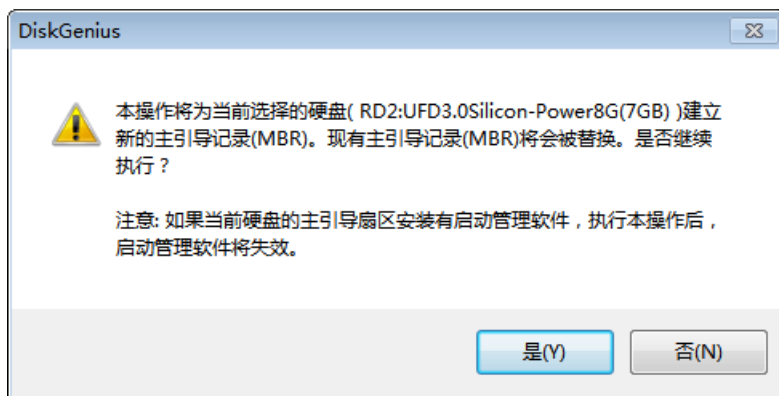 DiskGenius
本操作将为当前选择的硬盘( RD2:UFD3.0Silicon-Power8G(7GB) )建立
新的主引导记录(MBR)。现有主引导记录(MBR)将会被替换。是否继续
执行？
注意: 如果当前硬盘的主引导扇区安装有启动管理软件，执行本操作后，
启动管理软件将失效。
是(Y)
否(N)